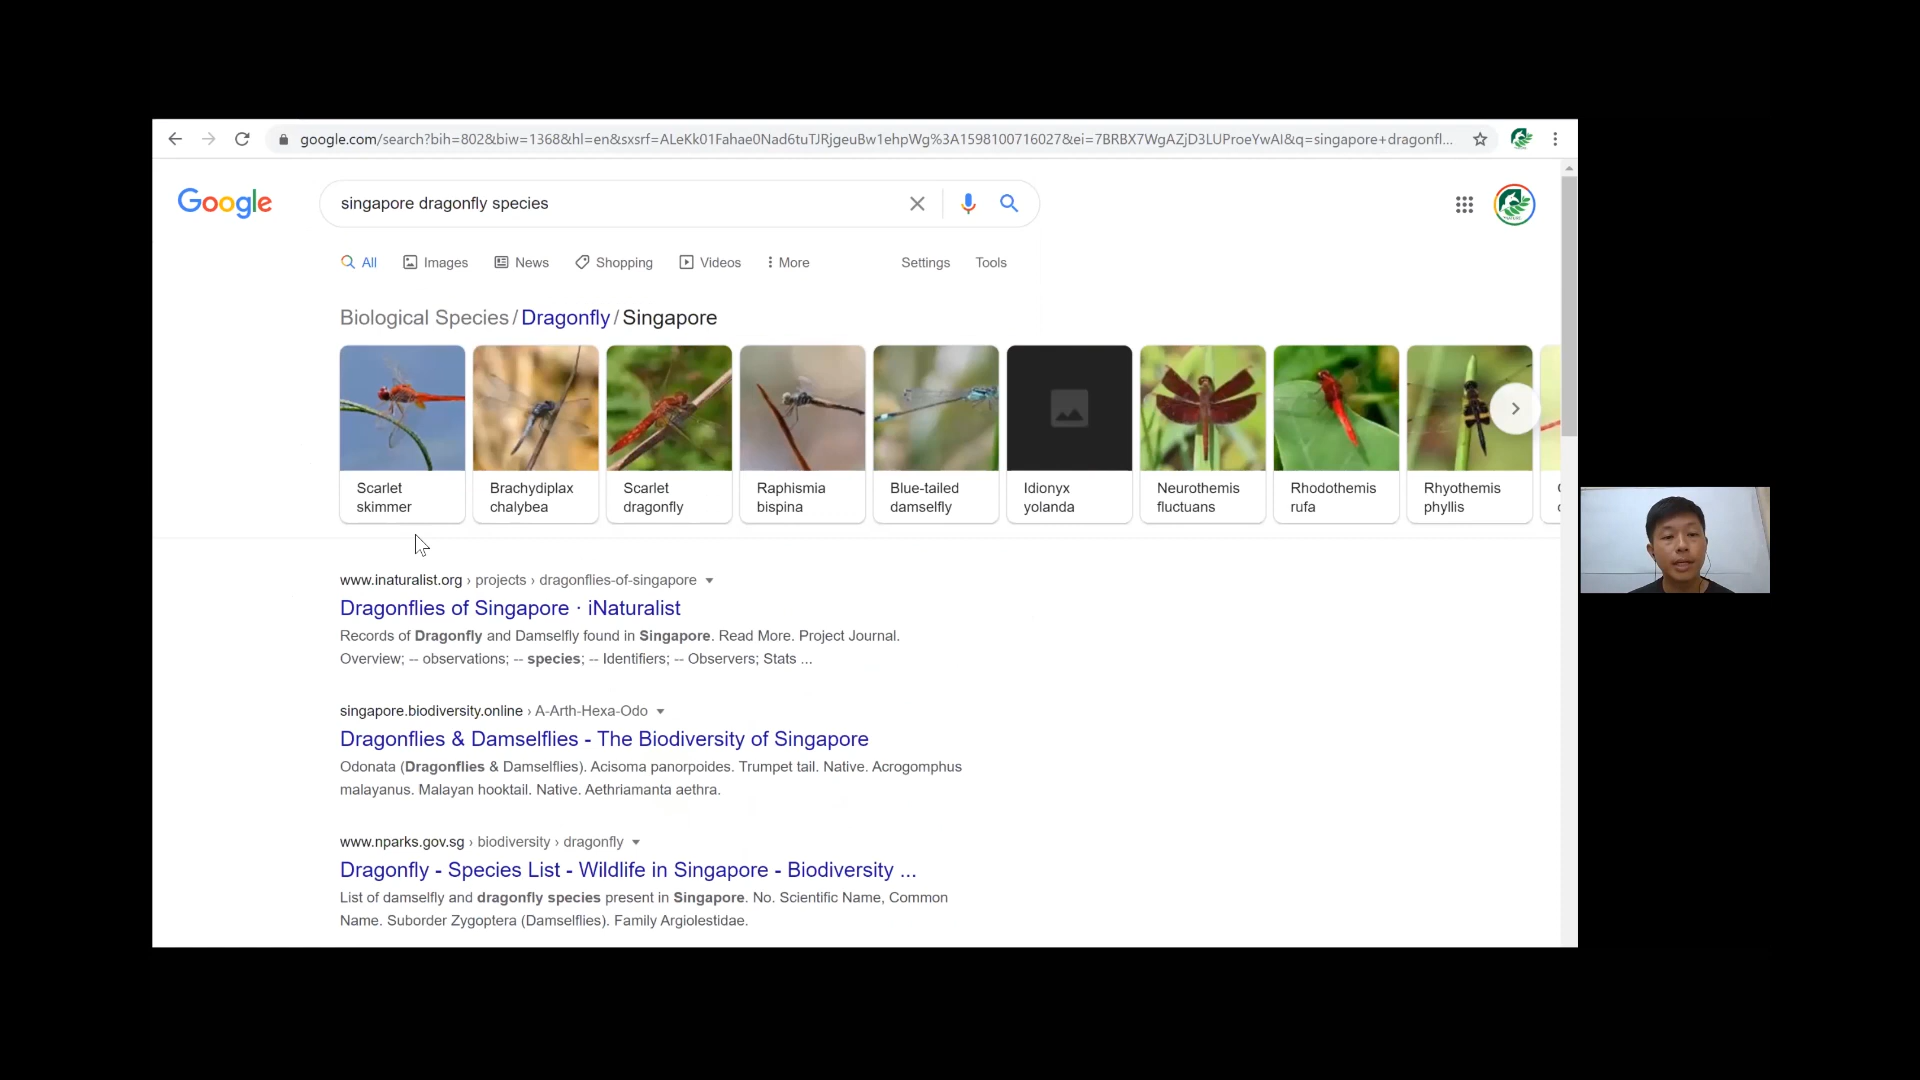 google.com/search?bih=802&biw=1368&hl=en&sxsrf=ALeKk01Fahae0Nad6tuTJRjgeuBw1ehpWg%3A1598100716027&ei=7BRBX7WgAZjD3LUProeYwAI&q=singapore+dragonfl...
Google
singapore dragonfly species
All Images News Shopping Videos More Settings Tools
Biological Species / Dragonfly / Singapore
Scarlet skimmer
Brachydiplax chalybea
Scarlet dragonfly
Raphismia bispina
Blue-tailed damselfly
Idionyx yolanda
Neurothemis fluctuans
Rhodothemis rufa
Rhyothemis phyllis
www.inaturalist.org › projects › dragonflies-of-singapore
Dragonflies of Singapore · iNaturalist
Records of Dragonfly and Damselfly found in Singapore. Read More. Project Journal.
Overview; -- observations; -- species; -- Identifiers; -- Observers; Stats ...
singapore.biodiversity.online › A-Arth-Hexa-Odo
Dragonflies & Damselflies - The Biodiversity of Singapore
Odonata (Dragonflies & Damselflies). Acisoma panorpoides. Trumpet tail. Native. Acrogomphus
malayanus. Malayan hooktail. Native. Aethriamanta aethra.
www.nparks.gov.sg › biodiversity › dragonfly
Dragonfly - Species List - Wildlife in Singapore - Biodiversity ...
List of damselfly and dragonfly species present in Singapore. No. Scientific Name, Common
Name. Suborder Zygoptera (Damselflies). Family Argiolestidae.